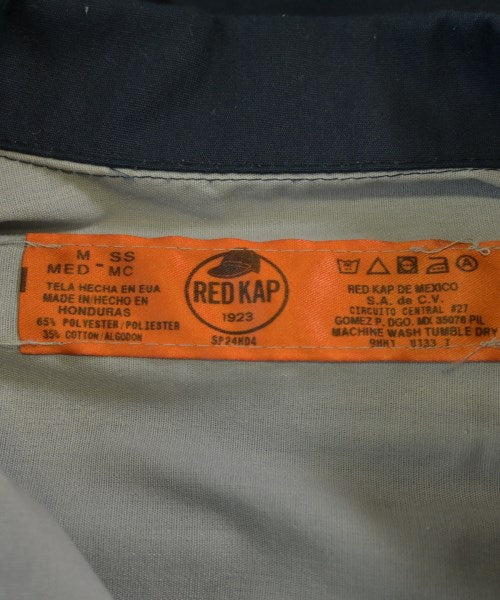 M - SS
MED - MC
TELA HECHA EN EUA
MADE IN/HECHO EN
HONDURAS
65% POLYESTER/POLIESTER
35% COTTON/ALGODON
RED KAP
1923
SP24HD4
A
RED KAP DE MEXICO
S.A. de C.V.
CIRCUITO CENTRAL #27
GOMEZ P. DGO. MX 35078 PIL
MACHINE WASH TUMBLE DRY
9HH1 U133 T